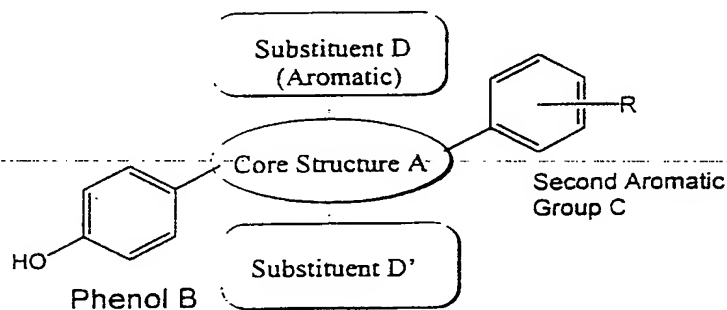 Substituent D
(Aromatic)
R
Core Structure A
Second Aromatic
Group C
HO
Substituent D'
Phenol B